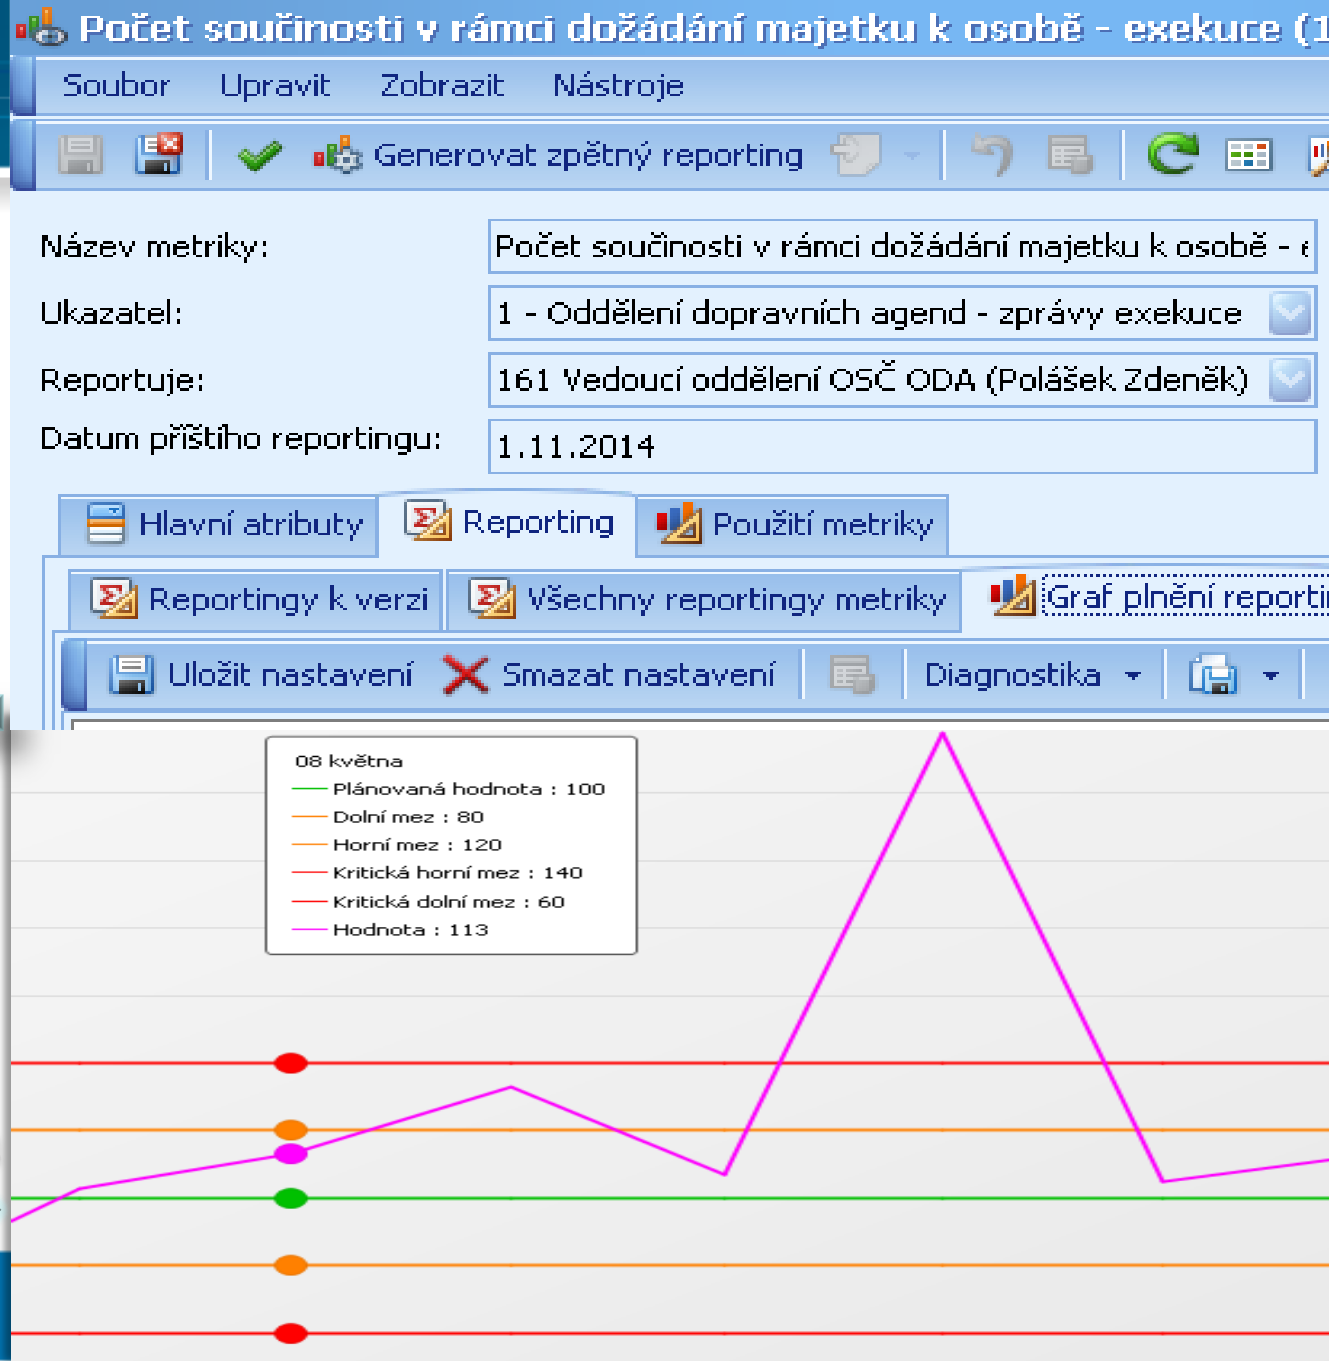 Počet součinosti v rámci dožádání majetku k osobě - exekuce (1
Soubor Upravit Zobrazit Nástroje
Generovat zpětný reporting
Název metriky: Počet součinosti v rámci dožádání majetku k osobě - e
Ukazatel: 1 - Oddělení dopravních agend - zprávy exekuce
Reportuje: 161 Vedoucí oddělení OSČ ODA (Polášek Zdeněk)
Datum příštího reportingu: 1.11.2014
Hlavní atributy Reporting Použití metriky
Reportingy k verzi Všechny reportingy metriky Graf plnění reporti
Uložit nastavení Smazat nastavení Diagnostika
08 května
Plánovaná hodnota : 100
Dolní mez : 80
Horní mez : 120
Kritická horní mez : 140
Kritická dolní mez : 60
Hodnota : 113